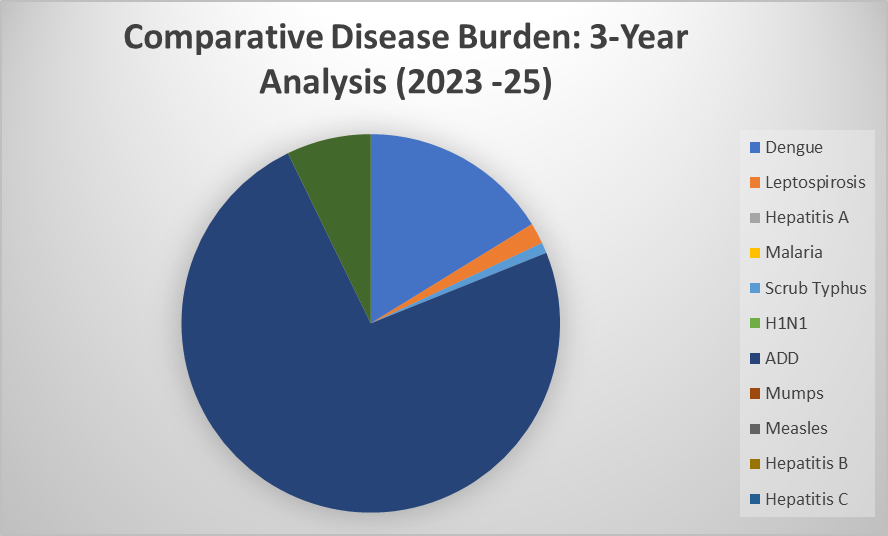 Comparative Disease Burden: 3-Year
Analysis (2023 -25)
Dengue
Leptospirosis
Hepatitis A
Malaria
Scrub Typhus
H1N1
ADD
Mumps
Measles
Hepatitis B
Hepatitis C